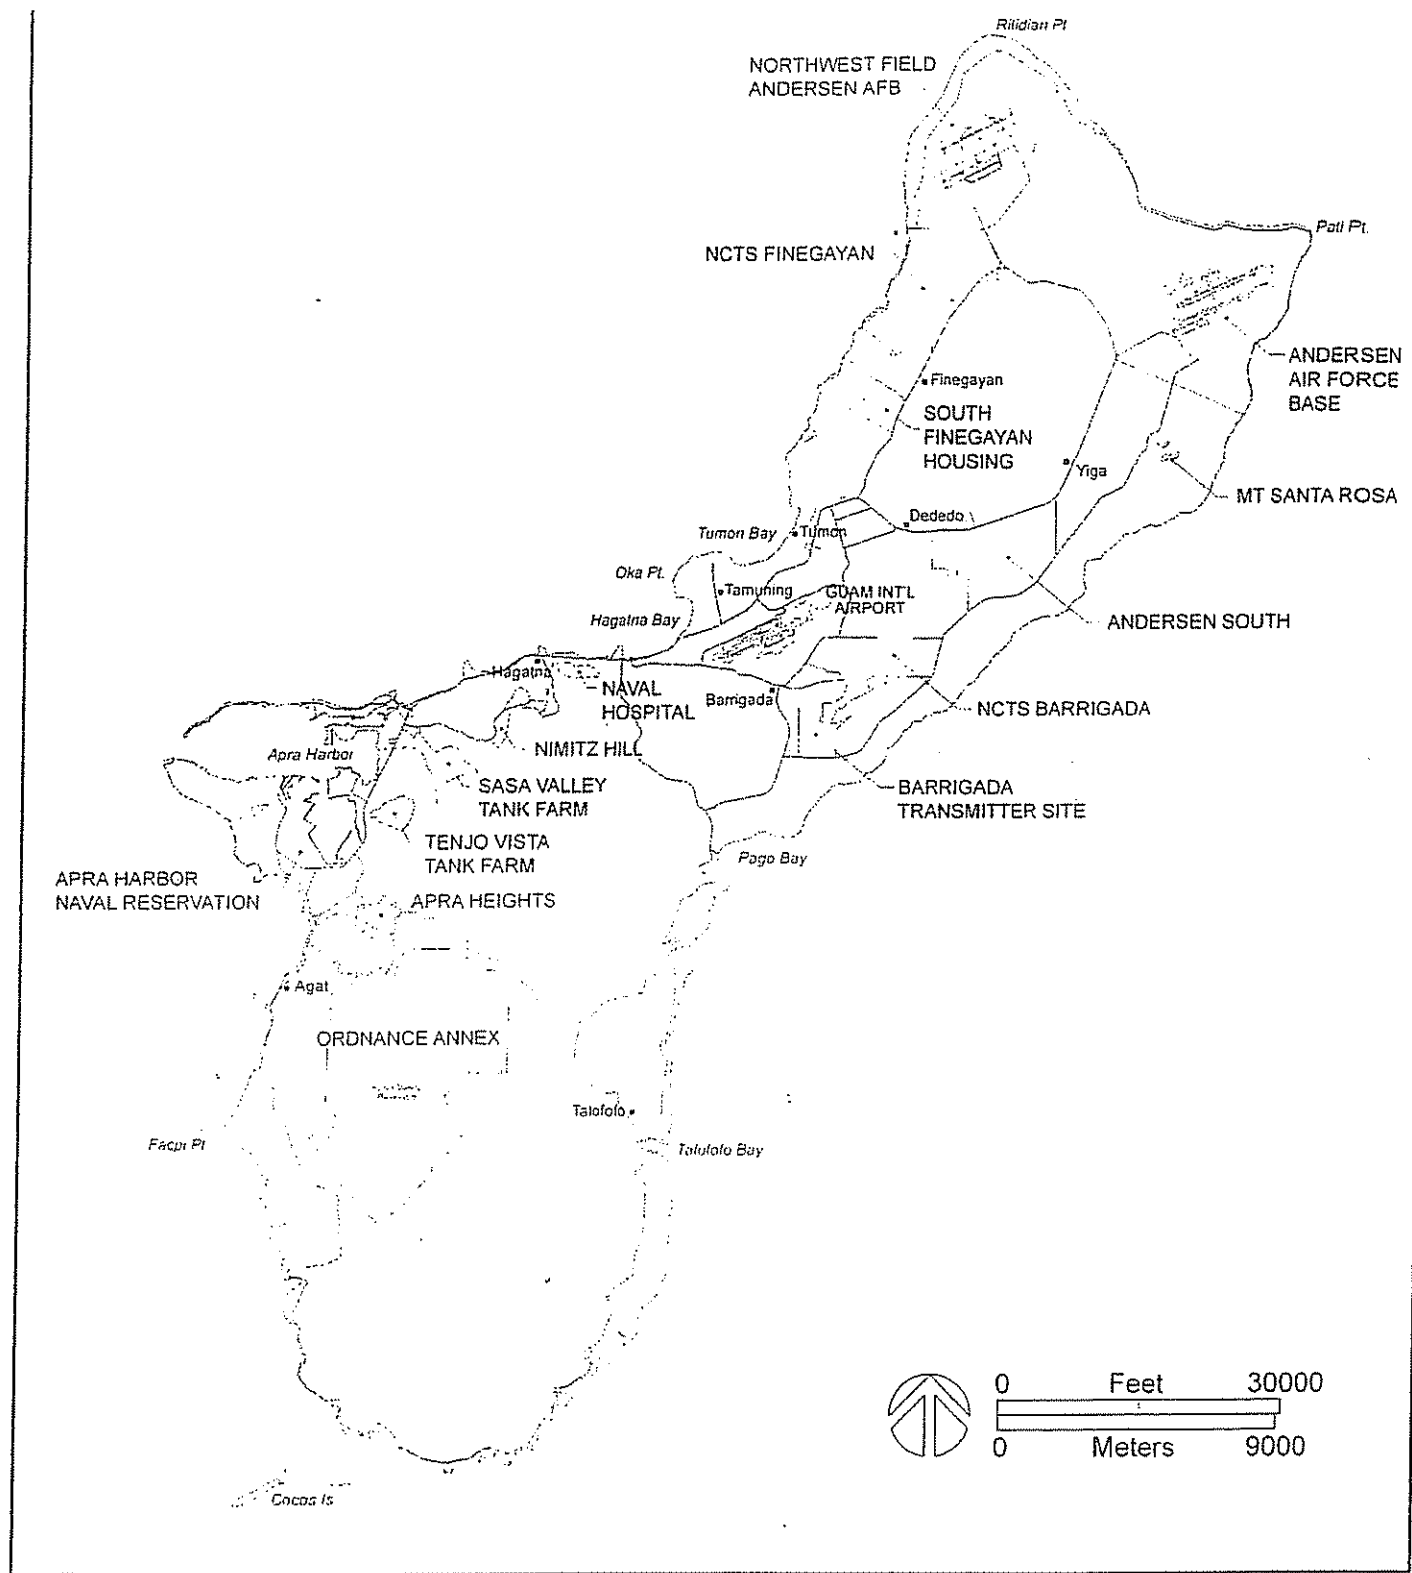 Ritidian Pt
NORTHWEST FIELD
ANDERSEN AFB
Pati Pt.
NCTS FINEGAYAN
ANDERSEN
AIR FORCE
BASE
Finegayan
SOUTH
FINEGAYAN
HOUSING
Yiga
MT SANTA ROSA
Dededo
Tumon Bay
Tumon
Oka Pt.
Tamuning
GUAM INT'L
AIRPORT
Hagatna Bay
ANDERSEN SOUTH
Hagatna
NAVAL
HOSPITAL
Barrigada
NCTS BARRIGADA
NIMITZ HILL
Apra Harbor
SASA VALLEY
TANK FARM
BARRIGADA
TRANSMITTER SITE
TENJO VISTA
TANK FARM
Pago Bay
APRA HARBOR
NAVAL RESERVATION
APRA HEIGHTS
Agat
ORDNANCE ANNEX
Talofofo
Facpi Pt
Talofofo Bay
0 Feet 30000
0 Meters 9000
Cocos Is